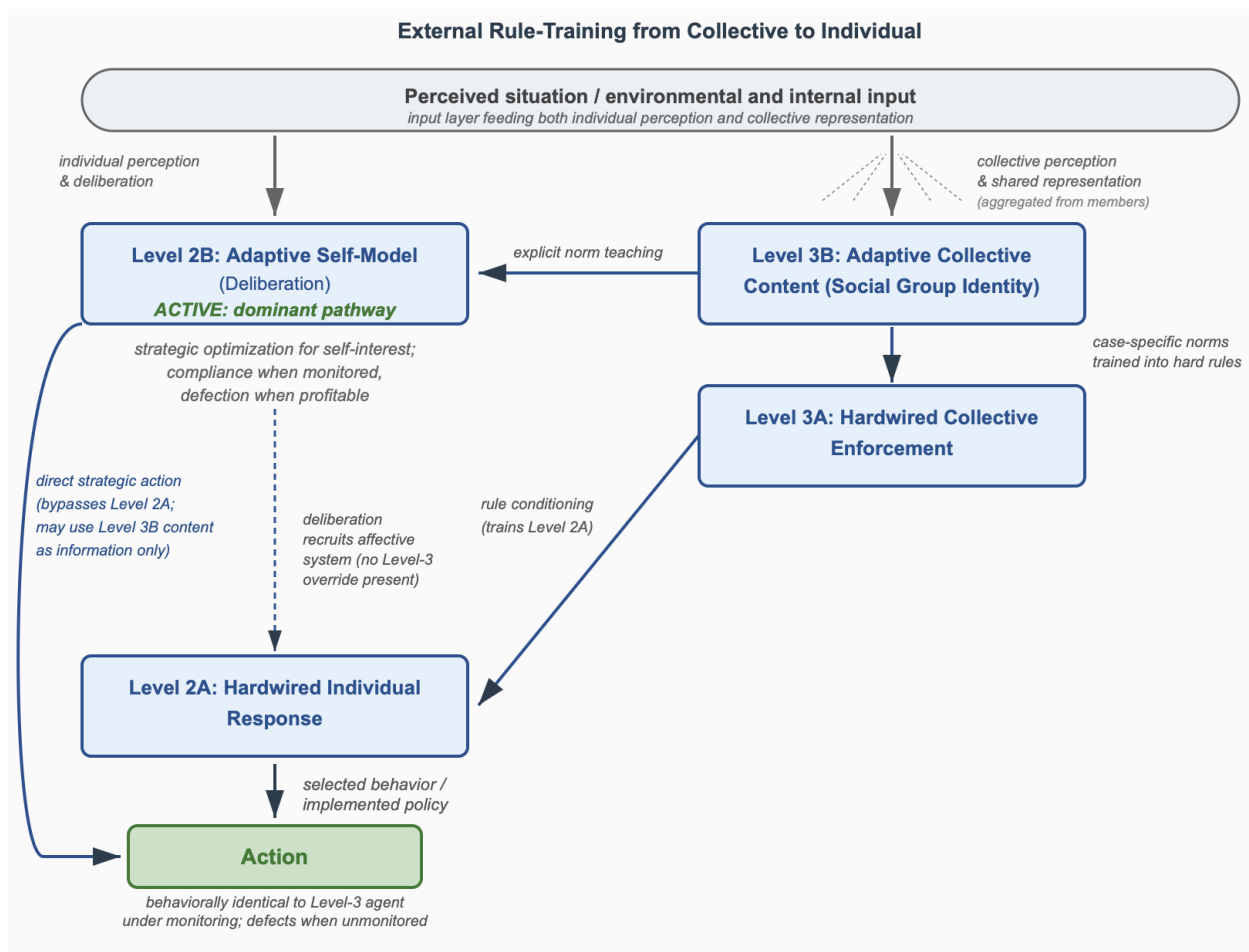 External Rule-Training from Collective to Individual
Perceived situation / environmental and internal input
input layer feeding both individual perception and collective representation
individual perception
& deliberation
collective perception
& shared representation
(aggregated from members)
Level 2B: Adaptive Self-Model
(Deliberation)
ACTIVE: dominant pathway
explicit norm teaching
Level 3B: Adaptive Collective
Content (Social Group Identity)
strategic optimization for self-interest;
compliance when monitored,
defection when profitable
case-specific norms
trained into hard rules
Level 3A: Hardwired Collective
Enforcement
direct strategic action
(bypasses Level 2A;
may use Level 3B content
as information only)
deliberation
recruits affective
system (no Level-3
override present)
rule conditioning
(trains Level 2A)
Level 2A: Hardwired Individual
Response
selected behavior /
implemented policy
Action
behaviorally identical to Level-3 agent
under monitoring; defects when unmonitored